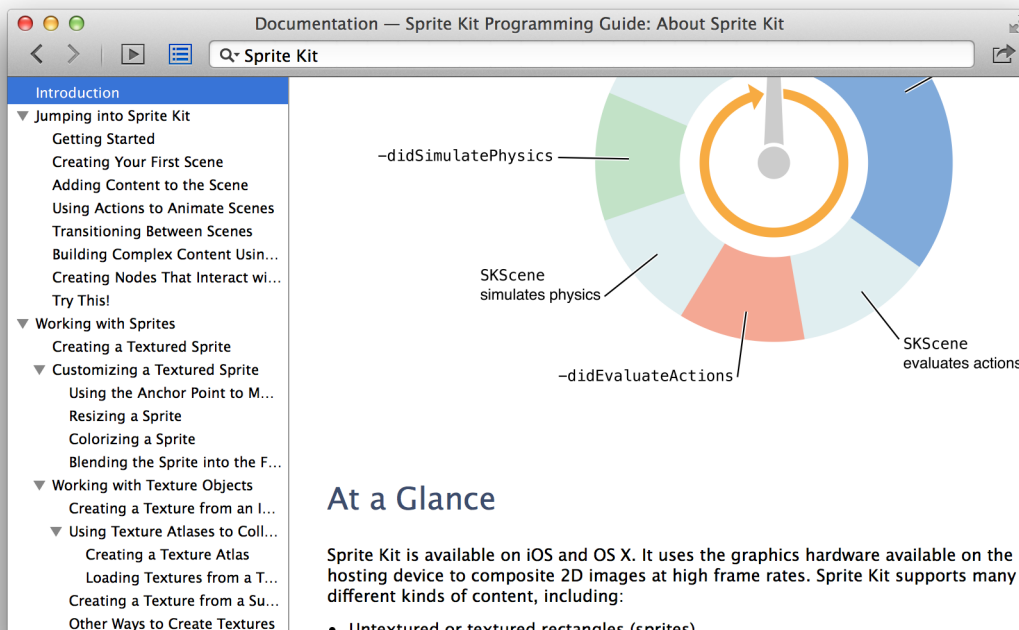 Documentation — Sprite Kit Programming Guide: About Sprite Kit
Sprite Kit
Introduction
Jumping into Sprite Kit
Getting Started
Creating Your First Scene
Adding Content to the Scene
Using Actions to Animate Scenes
Transitioning Between Scenes
Building Complex Content Usin...
Creating Nodes That Interact wi...
Try This!
Working with Sprites
Creating a Textured Sprite
Customizing a Textured Sprite
Using the Anchor Point to M...
Resizing a Sprite
Colorizing a Sprite
Blending the Sprite into the F...
Working with Texture Objects
Creating a Texture from an I...
Using Texture Atlases to Coll...
Creating a Texture Atlas
Loading Textures from a T...
Creating a Texture from a Su...
Other Ways to Create Textures
-didSimulatePhysics
SKScene
simulates physics
-didEvaluateActions
SKScene
evaluates actions
At a Glance
Sprite Kit is available on iOS and OS X. It uses the graphics hardware available on the
hosting device to composite 2D images at high frame rates. Sprite Kit supports many
different kinds of content, including:
• Untextured or textured rectangles (sprites)